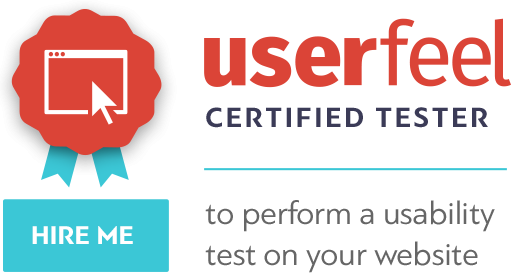 userfeel
CERTIFIED TESTER
HIRE ME
to perform a usability
test on your website